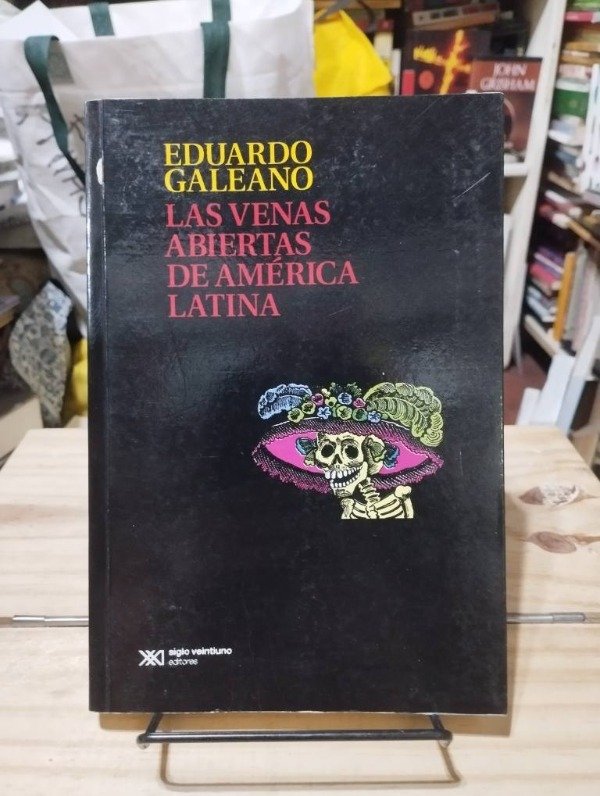 EDUARDO
GALEANO
LAS VENAS
ABIERTAS
DE AMÉRICA
LATINA
siglo veintiuno
editores
JOHN
GRISHAM